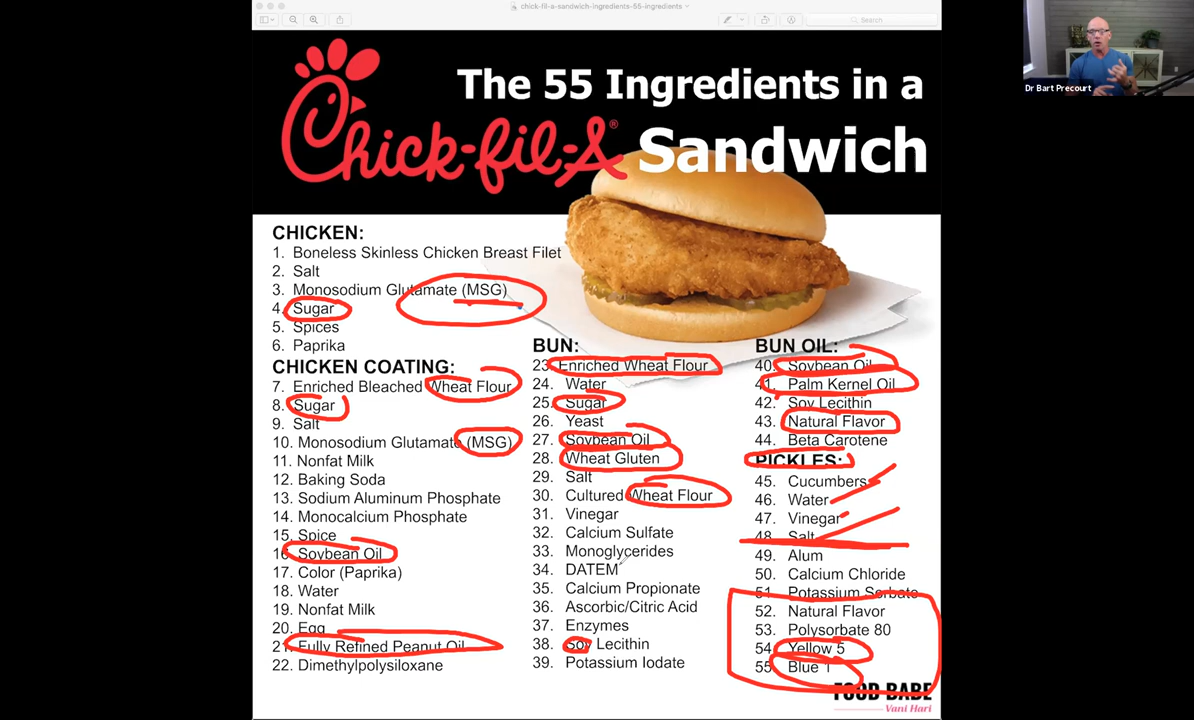 chick-fil-a-sandwich-ingredients-55-ingredients
Search
Dr Bart Precourt
The 55 Ingredients in a
Chick-fil-A® Sandwich
CHICKEN:
1. Boneless Skinless Chicken Breast Filet
2. Salt
3. Monosodium Glutamate (MSG)
4. Sugar
5. Spices
6. Paprika
CHICKEN COATING:
7. Enriched Bleached Wheat Flour
8. Sugar
9. Salt
10. Monosodium Glutamate (MSG)
11. Nonfat Milk
12. Baking Soda
13. Sodium Aluminum Phosphate
14. Monocalcium Phosphate
15. Spice
16. Soybean Oil
17. Color (Paprika)
18. Water
19. Nonfat Milk
20. Egg
21. Fully Refined Peanut Oil
22. Dimethylpolysiloxane
BUN:
23. Enriched Wheat Flour
24. Water
25. Sugar
26. Yeast
27. Soybean Oil
28. Wheat Gluten
29. Salt
30. Cultured Wheat Flour
31. Vinegar
32. Calcium Sulfate
33. Monoglycerides
34. DATEM
35. Calcium Propionate
36. Ascorbic/Citric Acid
37. Enzymes
38. Soy Lecithin
39. Potassium Iodate
BUN OIL:
40. Soybean Oil
41. Palm Kernel Oil
42. Soy Lecithin
43. Natural Flavor
44. Beta Carotene
PICKLES:
45. Cucumbers
46. Water
47. Vinegar
48. Salt
49. Alum
50. Calcium Chloride
51. Potassium Sorbate
52. Natural Flavor
53. Polysorbate 80
54. Yellow 5
55. Blue 1
FOOD BABE
Vani Hari